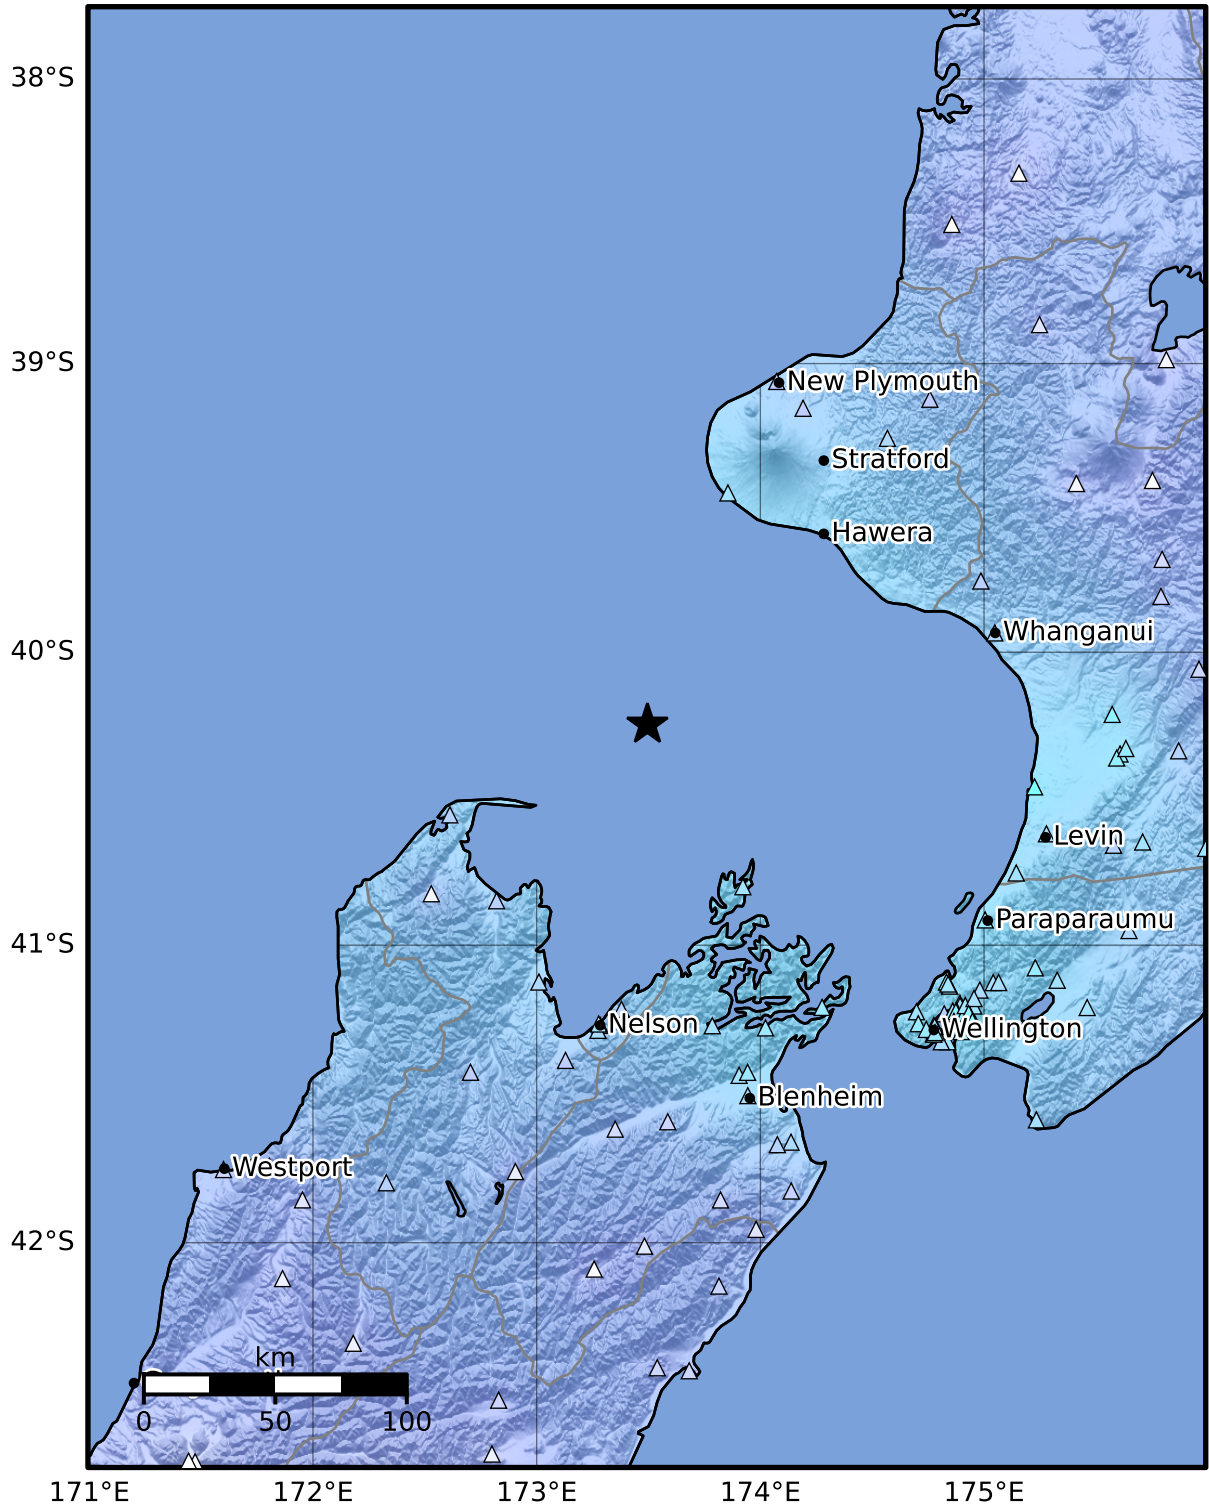 38°S
39°S
New Plymouth
Stratford
Hawera
Whanganui
40°S
Levin
Paraparaumu
41°S
Nelson
Wellington
Blenheim
Westport
42°S
km
0 50 100
171°E 172°E 173°E 174°E 175°E